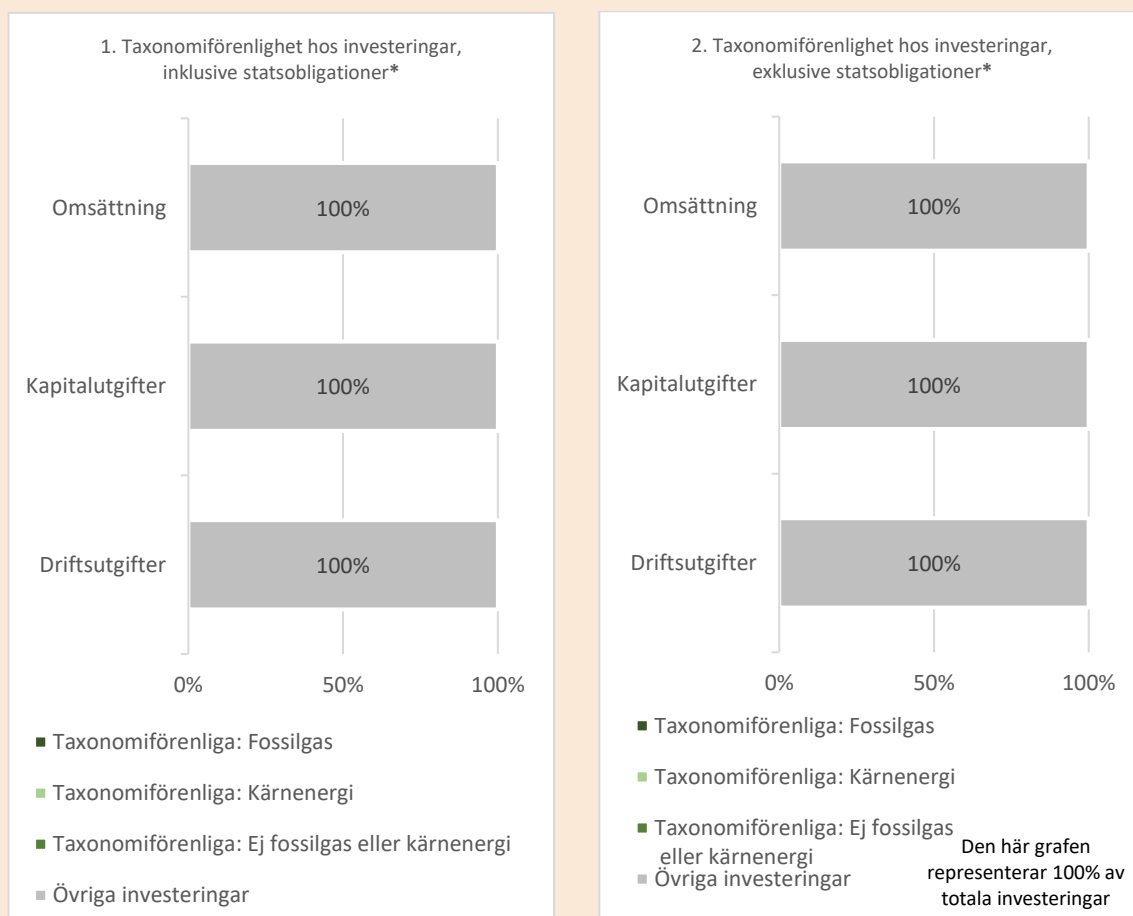 1. Taxonomiförenlighet hos investeringar,
inklusive statsobligationer*
Omsättning
100%
Kapitalutgifter
100%
Driftsutgifter
100%
0%
50%
100%
Taxonomiförenliga: Fossilgas
Taxonomiförenliga: Kärnenergi
Taxonomiförenliga: Ej fossilgas eller kärnenergi
Övriga investeringar
2. Taxonomiförenlighet hos investeringar,
exklusive statsobligationer*
Omsättning
100%
Kapitalutgifter
100%
Driftsutgifter
100%
0%
50%
100%
Taxonomiförenliga: Fossilgas
Taxonomiförenliga: Kärnenergi
Taxonomiförenliga: Ej fossilgas
eller kärnenergi
Övriga investeringar
Den här grafen
representerar 100% av
totala investeringar